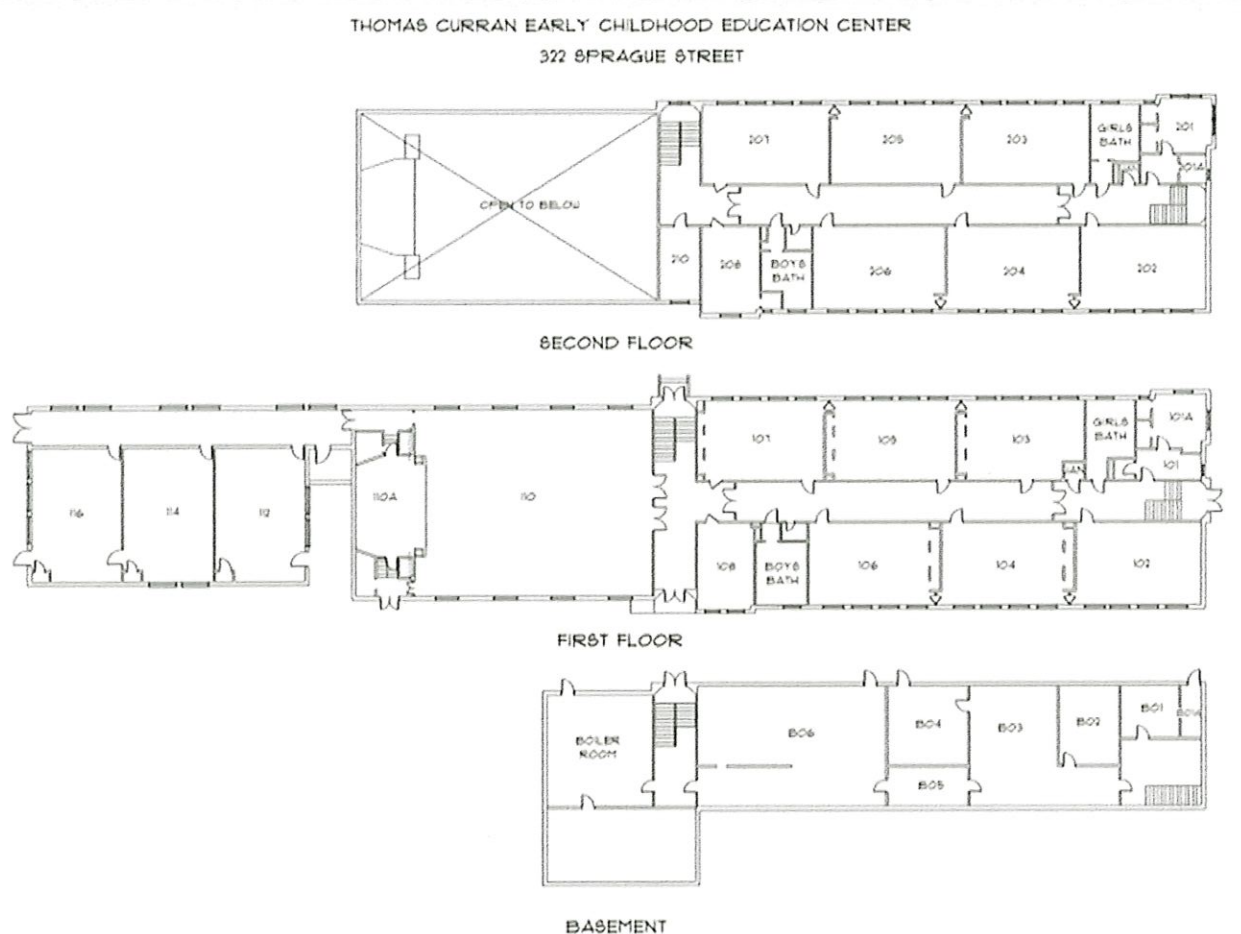 THOMAS CURRAN EARLY CHILDHOOD EDUCATION CENTER
322 SPRAGUE STREET
207
205
203
GIRLS
BATH
201
OPEN TO BELOW
210
208
BOYS
BATH
206
204
202
SECOND FLOOR
107
105
103
GIRLS
BATH
101A
101
116
114
112
110A
110
108
BOYS
BATH
106
104
102
FIRST FLOOR
BOILER
ROOM
B06
B04
B03
B02
B01
B05
BASEMENT